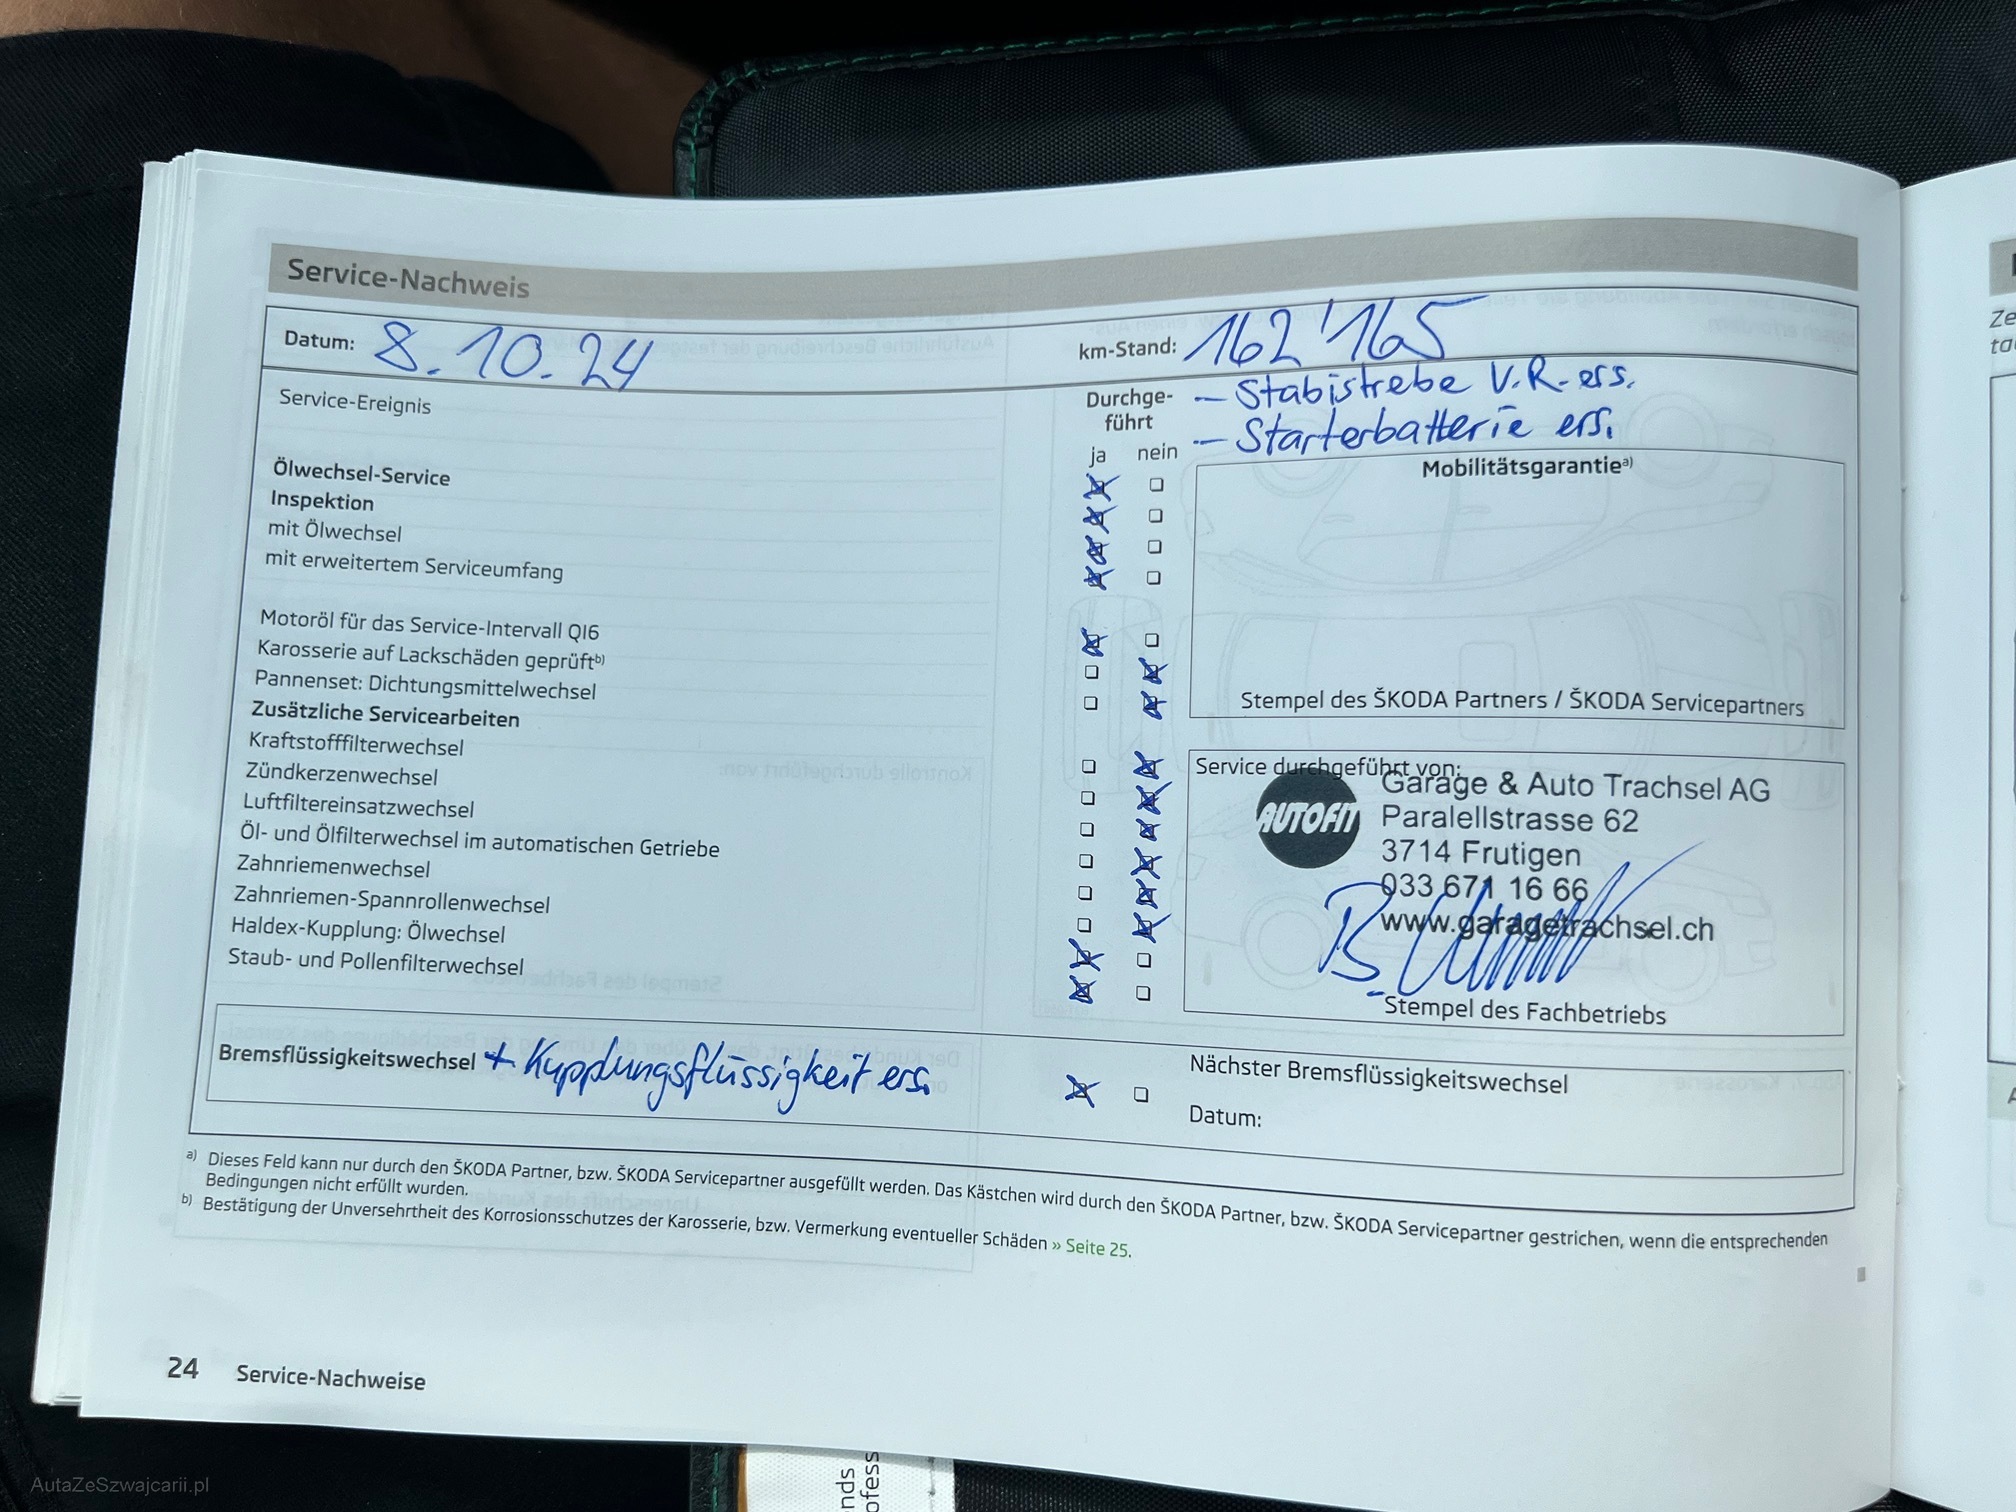 Service-Nachweis
Datum: 8.10.24
km-Stand: 162'165
Service-Ereignis
Durchge-
führt
ja nein
– Stabistrebe V.R. ers.
– Starterbatterie ers.
Ölwechsel-Service
Inspektion
mit Ölwechsel
mit erweitertem Serviceumfang
Motoröl für das Service-Intervall QI6
Karosserie auf Lackschäden geprüft b)
Pannenset: Dichtungsmittelwechsel
Zusätzliche Servicearbeiten
Kraftstofffilterwechsel
Zündkerzenwechsel
Luftfiltereinsatzwechsel
Öl- und Ölfilterwechsel im automatischen Getriebe
Zahnriemenwechsel
Zahnriemen-Spannrollenwechsel
Haldex-Kupplung: Ölwechsel
Staub- und Pollenfilterwechsel
Mobilitätsgarantie a)
Stempel des ŠKODA Partners / ŠKODA Servicepartners
Service durchgeführt von:
AUTOFIT
Garage & Auto Trachsel AG
Paralellstrasse 62
3714 Frutigen
033 671 16 66
www.garagetrachsel.ch
Stempel des Fachbetriebs
Bremsflüssigkeitswechsel + Kupplungsflüssigkeit ers.
Nächster Bremsflüssigkeitswechsel
Datum:
a) Dieses Feld kann nur durch den ŠKODA Partner, bzw. ŠKODA Servicepartner ausgefüllt werden. Das Kästchen wird durch den ŠKODA Partner, bzw. ŠKODA Servicepartner gestrichen, wenn die entsprechenden
Bedingungen nicht erfüllt wurden.
b) Bestätigung der Unversehrtheit des Korrosionsschutzes der Karosserie, bzw. Vermerkung eventueller Schäden » Seite 25.
24 Service-Nachweise
AutaZeSzwajcarii.pl